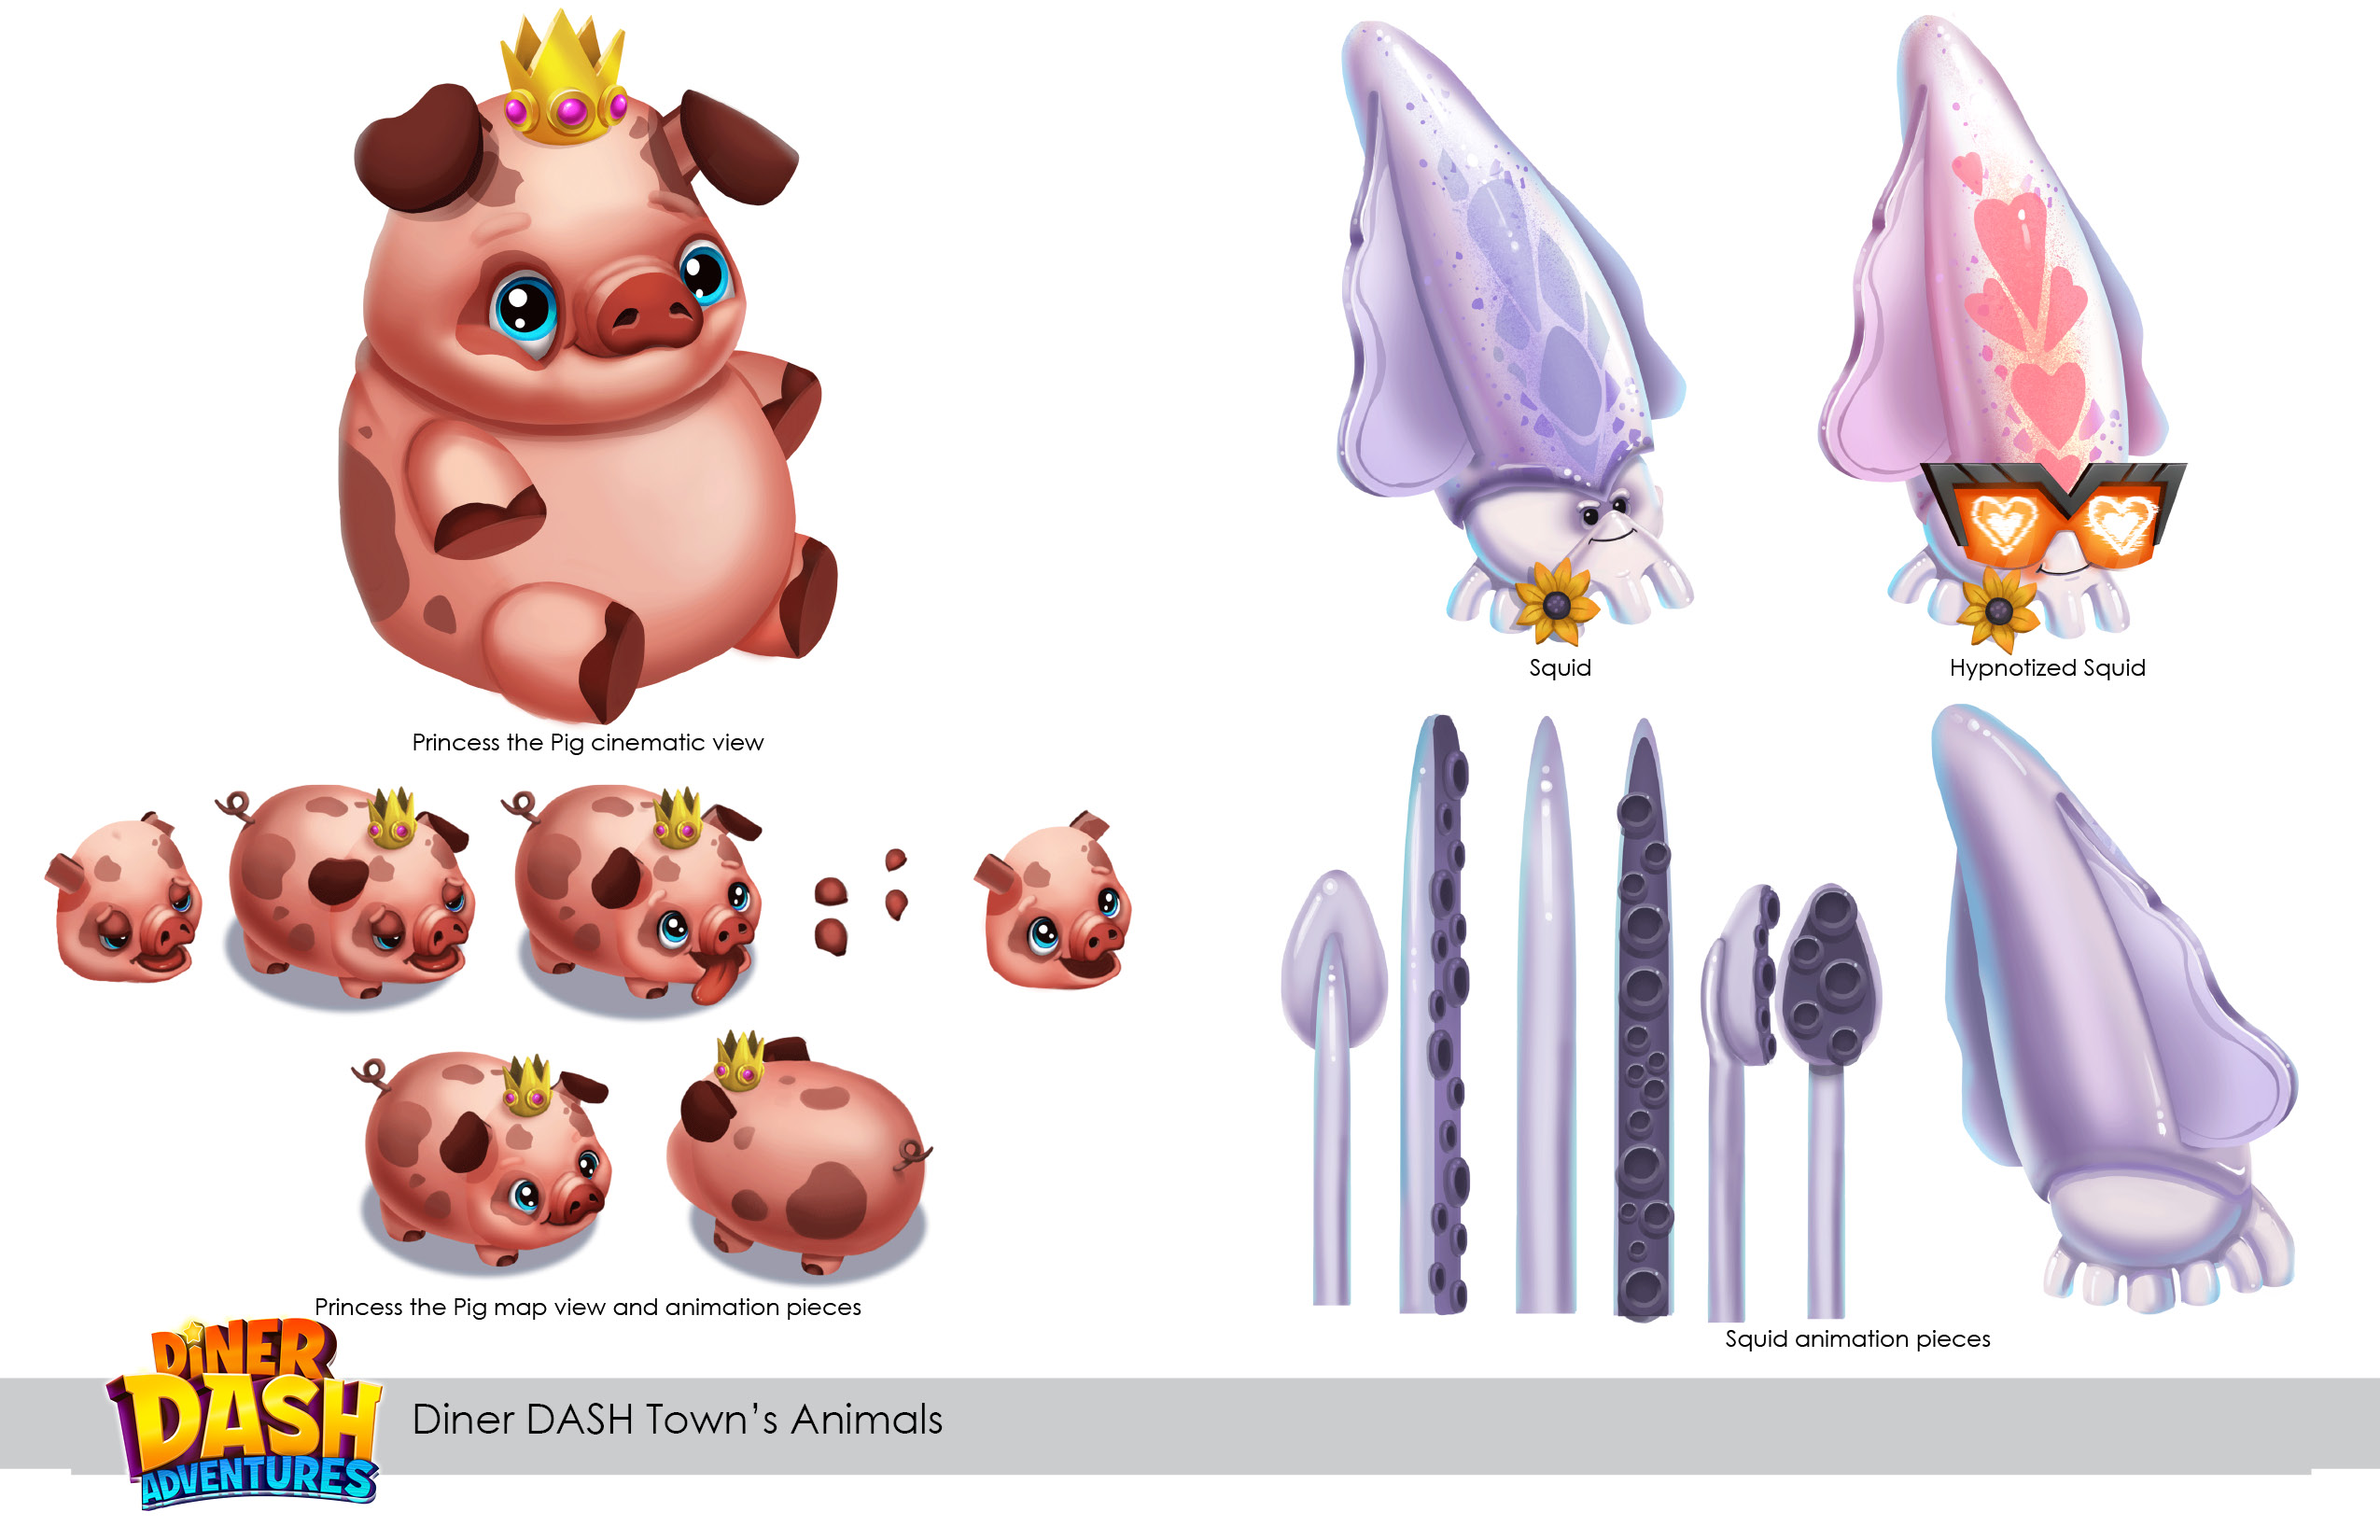 Princess the Pig cinematic view
Squid
Hypnotized Squid
Princess the Pig map view and animation pieces
Squid animation pieces
DINER
DASH
ADVENTURES
Diner DASH Town's Animals